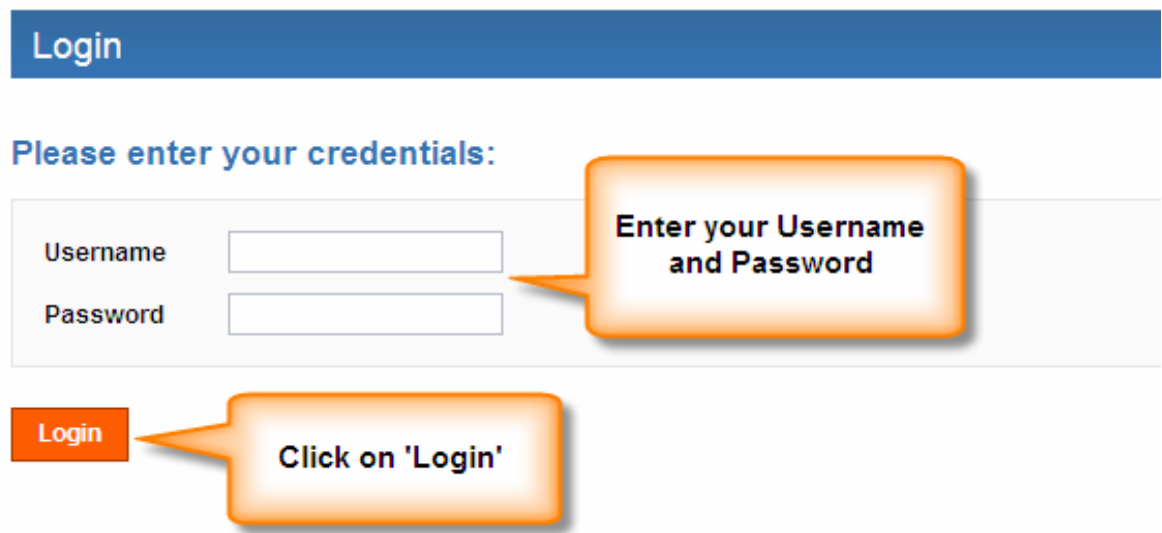 Login
Please enter your credentials:
Username
Password
Enter your Username
and Password
Login
Click on 'Login'